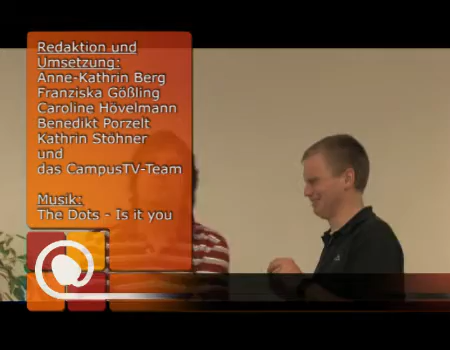 Redaktion und
Umsetzung:
Anne-Kathrin Berg
Franziska Gößling
Caroline Hövelmann
Benedikt Porzelt
Kathrin Stöhner
und
das CampusTV-Team
Musik:
The Dots - Is it you